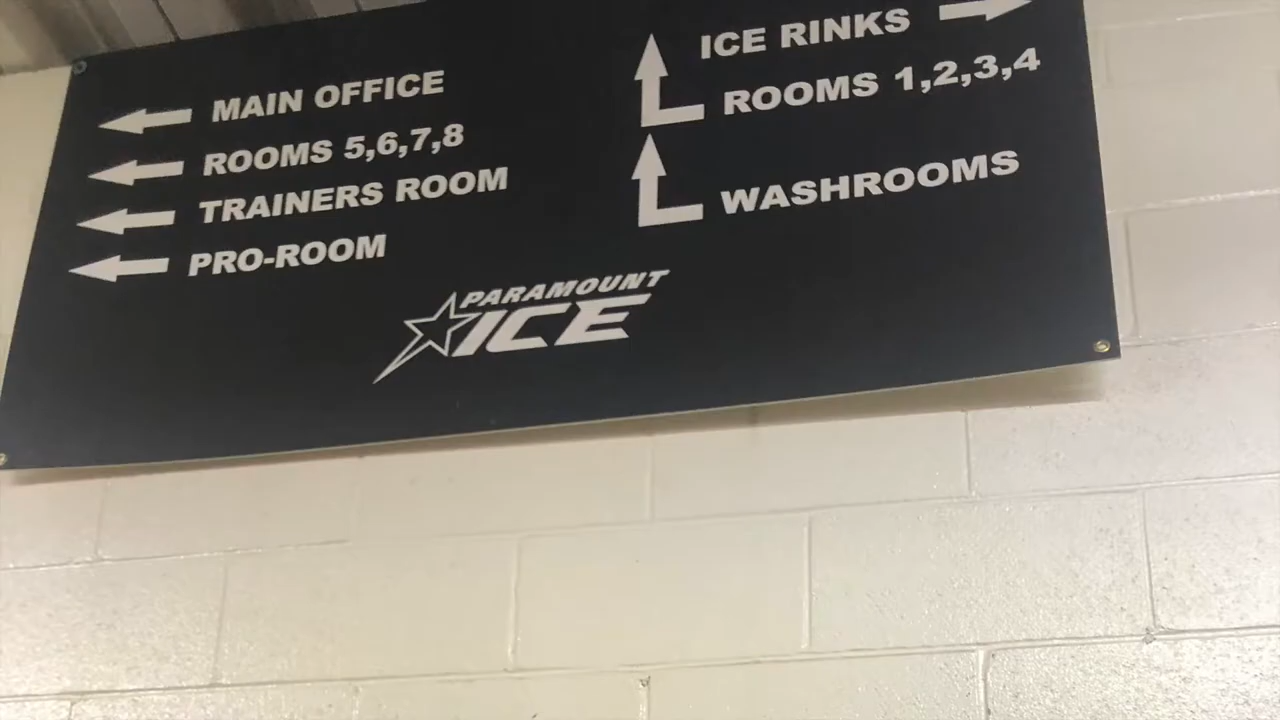 MAIN OFFICE
ROOMS 5,6,7,8
TRAINERS ROOM
PRO-ROOM
ICE RINKS
ROOMS 1,2,3,4
WASHROOMS
PARAMOUNT
ICE